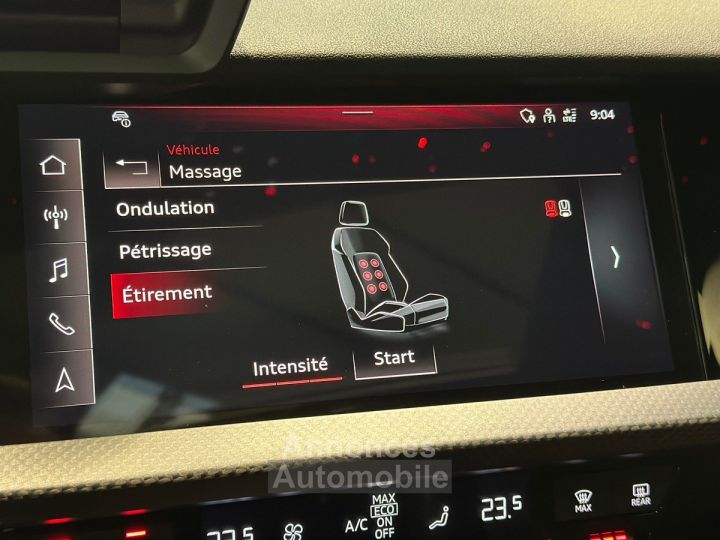 9:04
Véhicule
Massage
Ondulation
Pétrissage
Étirement
Intensité
Start
Annonces
Automobile
MAX
ECO
A/C ON
OFF
23.5
MAX
REAR